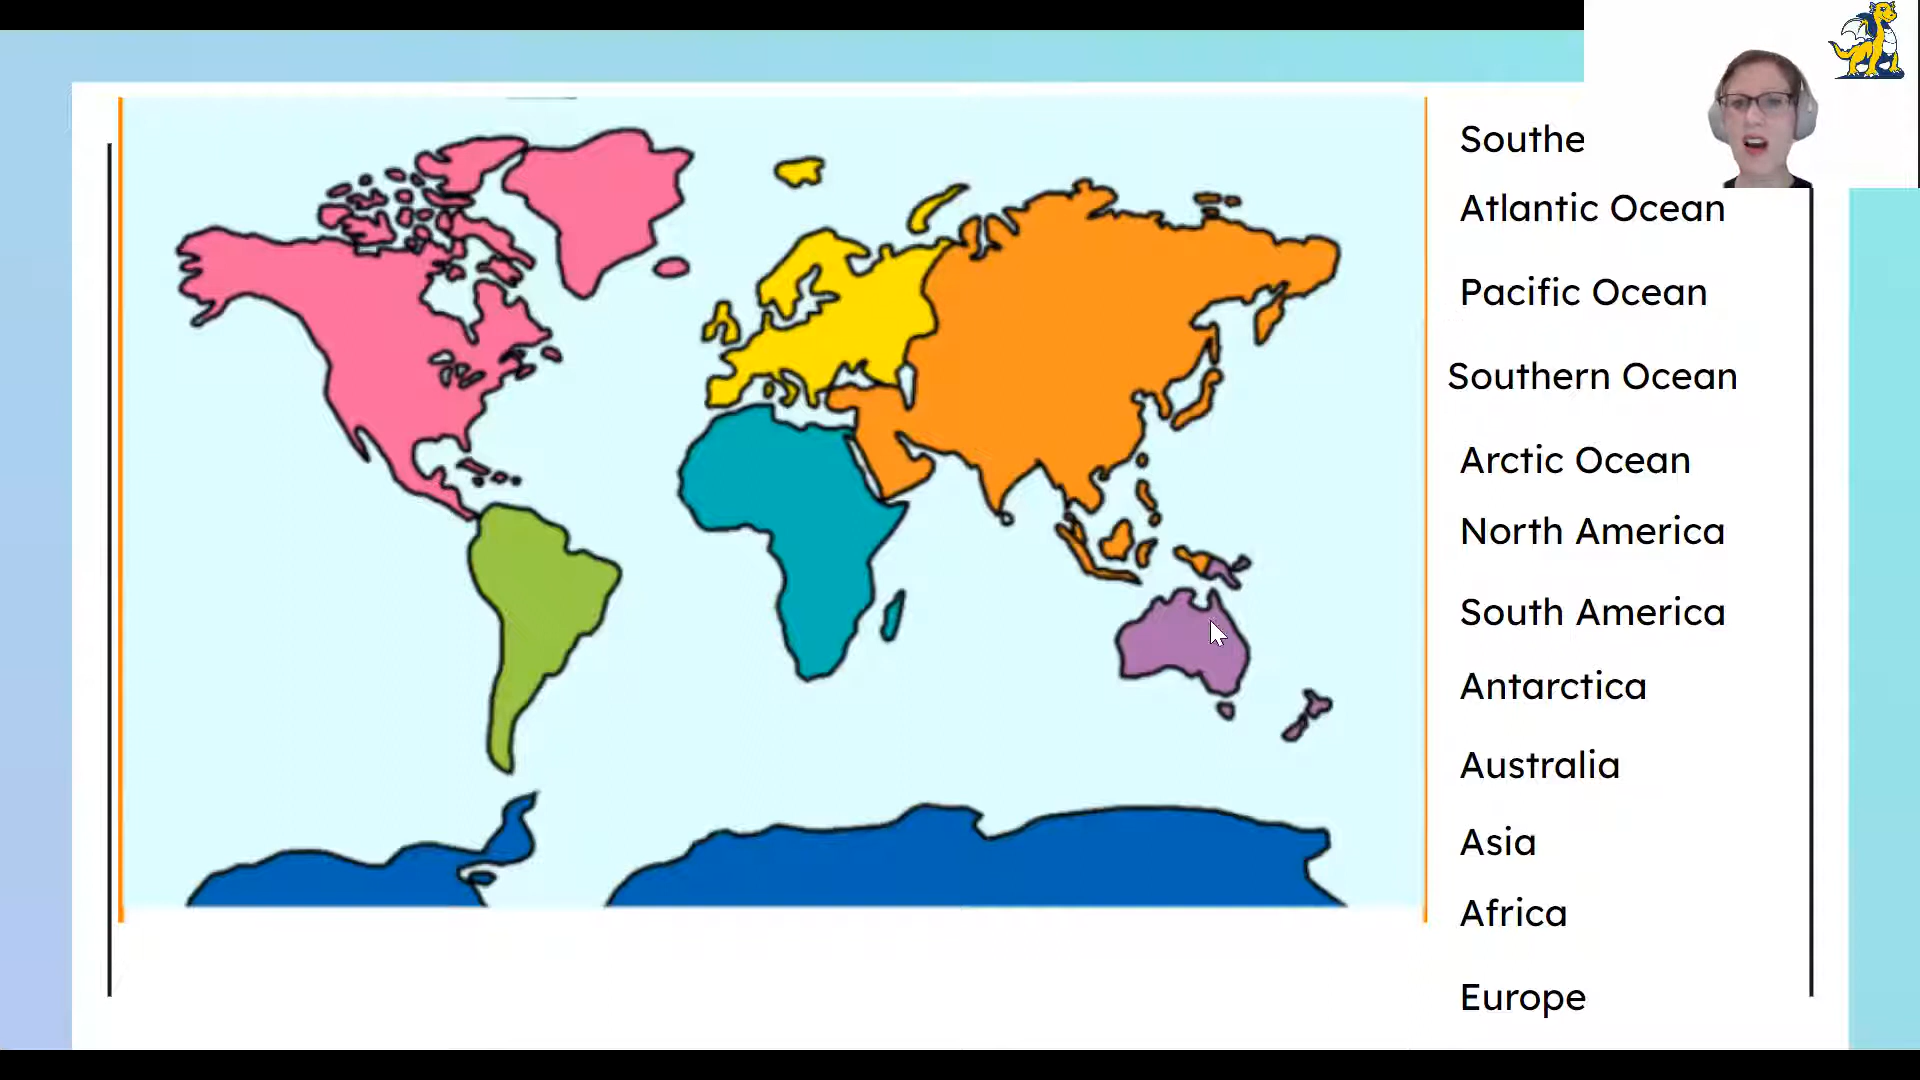 Southe
Atlantic Ocean
Pacific Ocean
Southern Ocean
Arctic Ocean
North America
South America
Antarctica
Australia
Asia
Africa
Europe